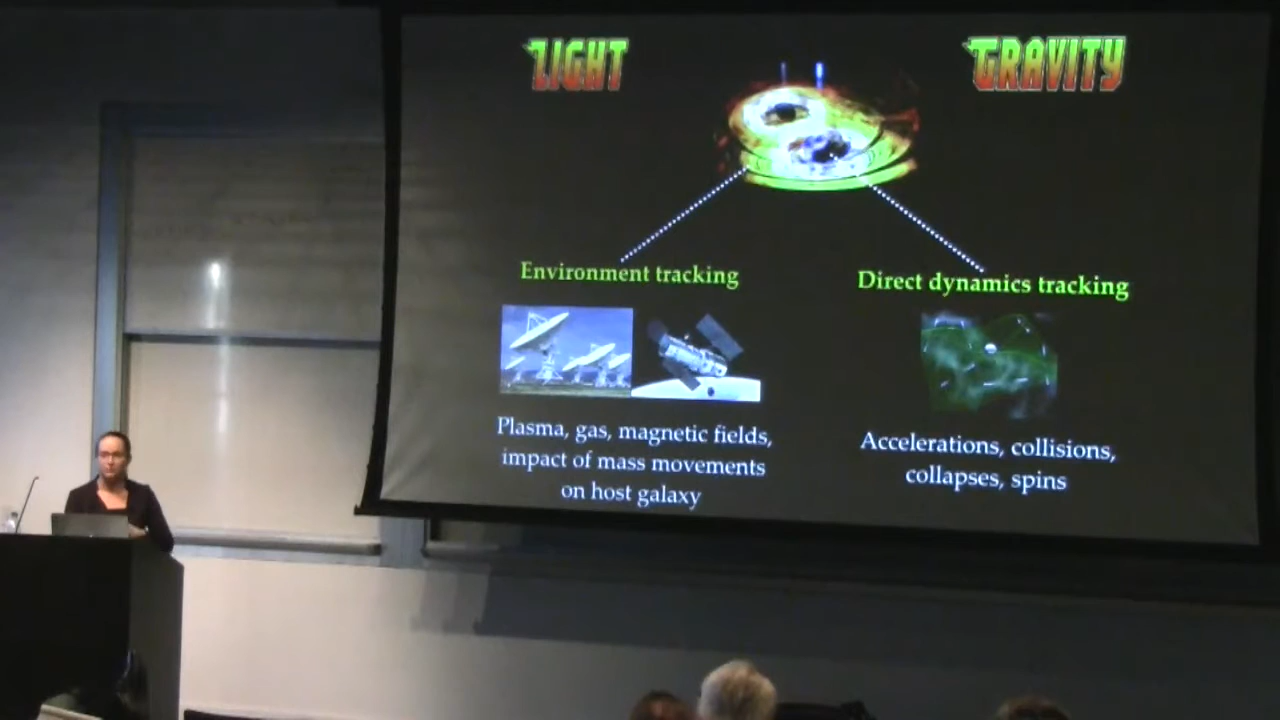 LIGHT
GRAVITY
Environment tracking
Direct dynamics tracking
Plasma, gas, magnetic fields,
impact of mass movements
on host galaxy
Accelerations, collisions,
collapses, spins